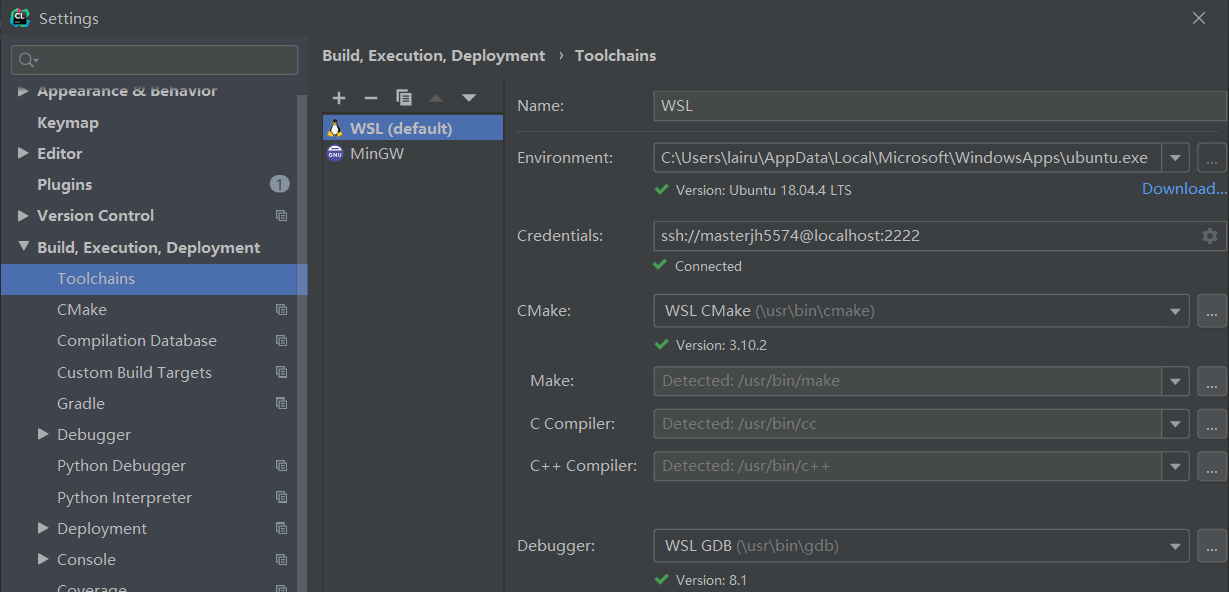 Settings
Appearance & Behavior
Keymap
Editor
Plugins 1
Version Control
Build, Execution, Deployment
Toolchains
CMake
Compilation Database
Custom Build Targets
Gradle
Debugger
Python Debugger
Python Interpreter
Deployment
Console
Coverage
Build, Execution, Deployment › Toolchains
WSL (default)
MinGW
Name: WSL
Environment: C:\Users\lairu\AppData\Local\Microsoft\WindowsApps\ubuntu.exe ...
Version: Ubuntu 18.04.4 LTS Download...
Credentials: ssh://masterjh5574@localhost:2222
Connected
CMake: WSL CMake (\usr\bin\cmake) ...
Version: 3.10.2
Make: Detected: /usr/bin/make ...
C Compiler: Detected: /usr/bin/cc ...
C++ Compiler: Detected: /usr/bin/c++ ...
Debugger: WSL GDB (\usr\bin\gdb) ...
Version: 8.1